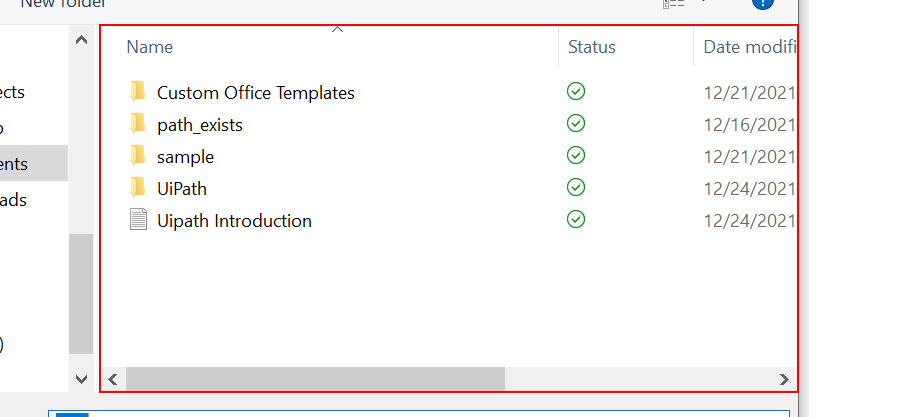 New folder
Name Status Date modifi
ects
Custom Office Templates 12/21/2021
path_exists 12/16/2021
ents
sample 12/21/2021
UiPath 12/24/2021
ads
Uipath Introduction 12/24/2021
)